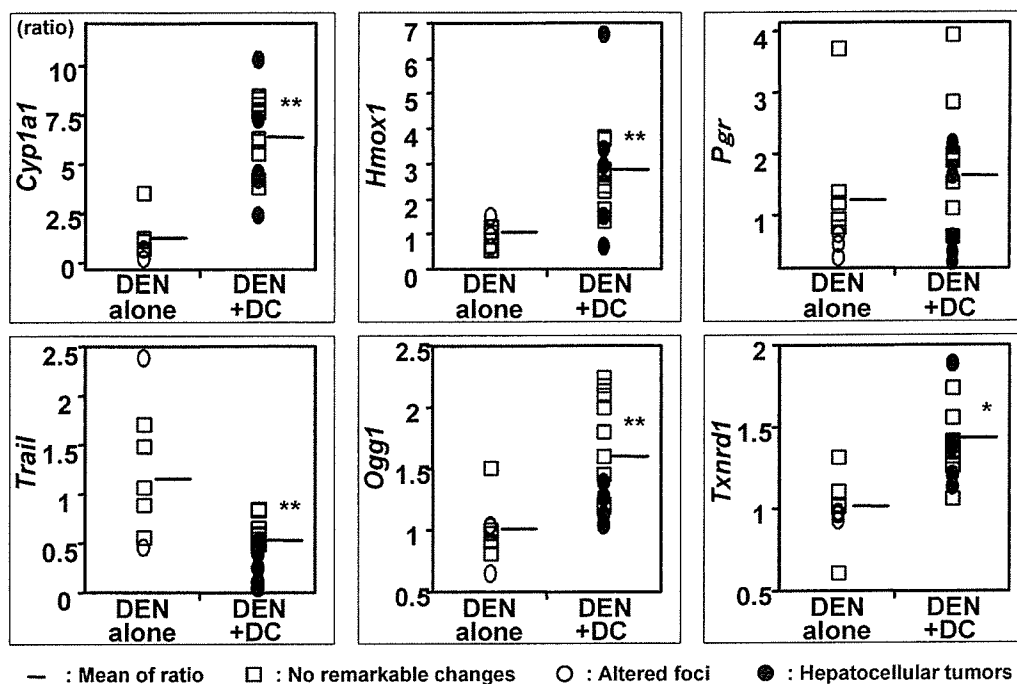 (ratio)
Cyp1a1
10
7.5
5
2.5
0
DEN alone
DEN +DC
**
Hmox1
7
6
5
4
3
2
1
0
DEN alone
DEN +DC
**
Pgr
4
3
2
1
DEN alone
DEN +DC
Trail
2.5
2
1.5
1
0.5
0
DEN alone
DEN +DC
**
Ogg1
2.5
2
1.5
1
0.5
DEN alone
DEN +DC
**
Txnrd1
2
1.5
1
0.5
DEN alone
DEN +DC
*
— : Mean of ratio □ : No remarkable changes ○ : Altered foci ● : Hepatocellular tumors